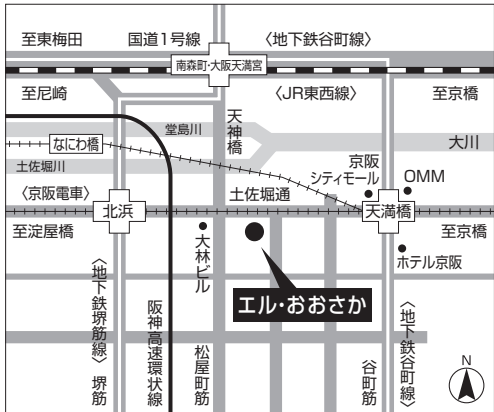 至東梅田
国道1号線
〈地下鉄谷町線〉
南森町・大阪天満宮
至尼崎
〈JR東西線〉
至京橋
天神橋
堂島川
なにわ橋
大川
土佐堀川
京阪
シティモール
OMM
〈京阪電車〉
土佐堀通
北浜
天満橋
至淀屋橋
至京橋
大林ビル
ホテル京阪
エル・おおさか
〈地下鉄堺筋線〉
堺筋
阪神高速環状線
松屋町筋
谷町筋
〈地下鉄谷町線〉
N